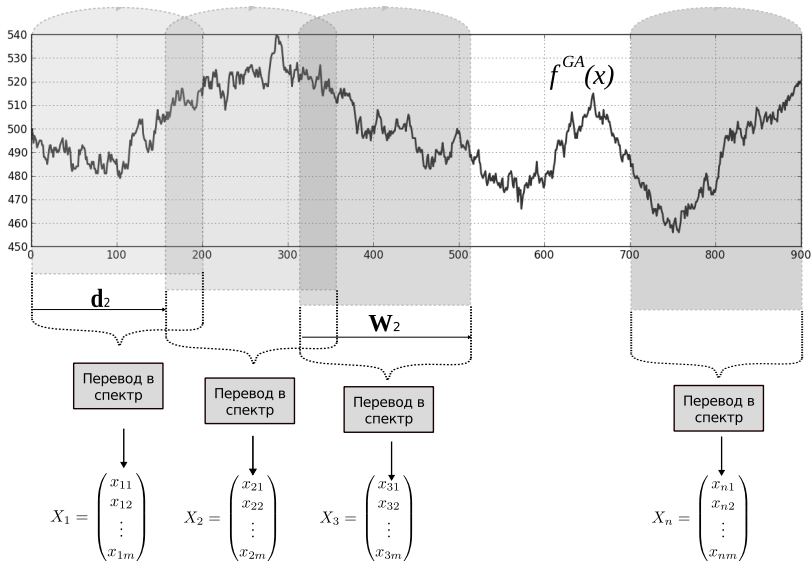 540
530
520
510
500
490
480
470
460
450
f^GA(x)
0 100 200 300 400 500 600 700 800 900
d2
W2
Перевод в
спектр
Перевод в
спектр
Перевод в
спектр
Перевод в
спектр
X1 =
x11
x12
⋮
x1m
X2 =
x21
x22
⋮
x2m
X3 =
x31
x32
⋮
x3m
Xn =
xn1
xn2
⋮
xnm